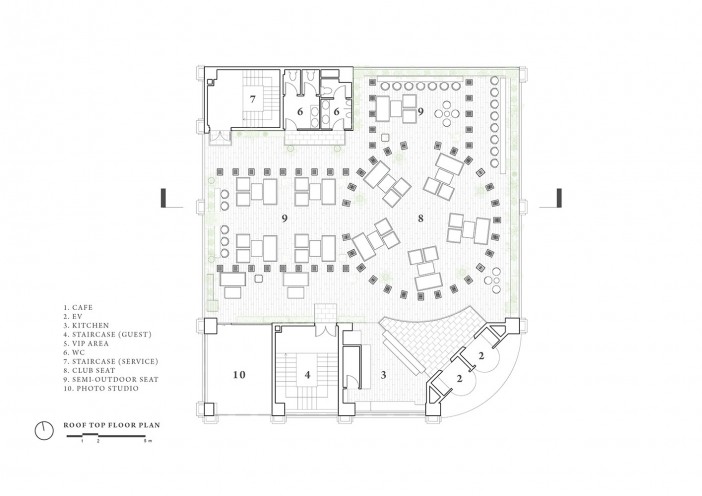 7
6
6
9
9
8
1. CAFE
2. EV
3. KITCHEN
4. STAIRCASE (GUEST)
5. VIP AREA
6. WC
7. STAIRCASE (SERVICE)
8. CLUB SEAT
9. SEMI-OUTDOOR SEAT
10. PHOTO STUDIO
10
4
3
2
2
ROOF TOP FLOOR PLAN
1 2 5 m